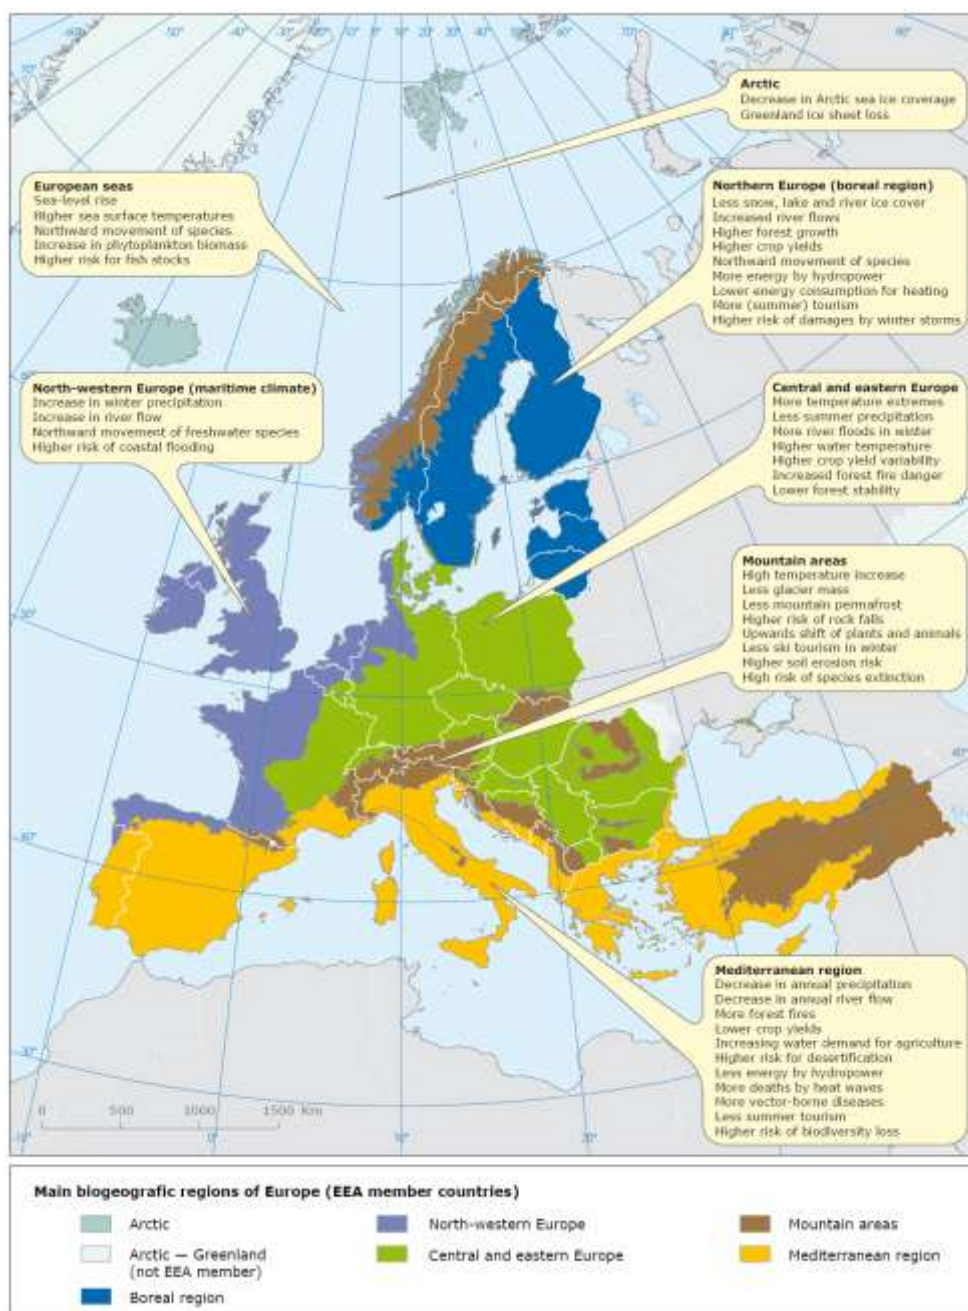 Arctic
Decrease in Arctic sea ice coverage
Greenland ice sheet loss
European seas
Sea-level rise
Higher sea surface temperatures
Northward movement of species
Increase in phytoplankton biomass
Higher risk for fish stocks
Northern Europe (boreal region)
Less snow, lake and river ice cover
Increased river flows
Higher forest growth
Higher crop yields
Northward movement of species
More energy by hydropower
Lower energy consumption for heating
More (summer) tourism
Higher risk of damages by winter storms
North-western Europe (maritime climate)
Increase in winter precipitation
Increase in river flow
Northward movement of freshwater species
Higher risk of coastal flooding
Central and eastern Europe
More temperature extremes
Less summer precipitation
More river floods in winter
Higher water temperature
Higher crop yield variability
Increased forest fire danger
Lower forest stability
Mountain areas
High temperature increase
Less glacier mass
Less mountain permafrost
Higher risk of rock falls
Upwards shift of plants and animals
Less ski tourism in winter
Higher soil erosion risk
High risk of species extinction
Mediterranean region
Decrease in annual precipitation
Decrease in annual river flow
More forest fires
Lower crop yields
Increasing water demand for agriculture
Higher risk for desertification
Less energy by hydropower
More deaths by heat waves
More vector-borne diseases
Less summer tourism
Higher risk of biodiversity loss
0 500 1000 1500 Km
Main biogeografic regions of Europe (EEA member countries)
Arctic
North-western Europe
Mountain areas
Arctic — Greenland
(not EEA member)
Central and eastern Europe
Mediterranean region
Boreal region